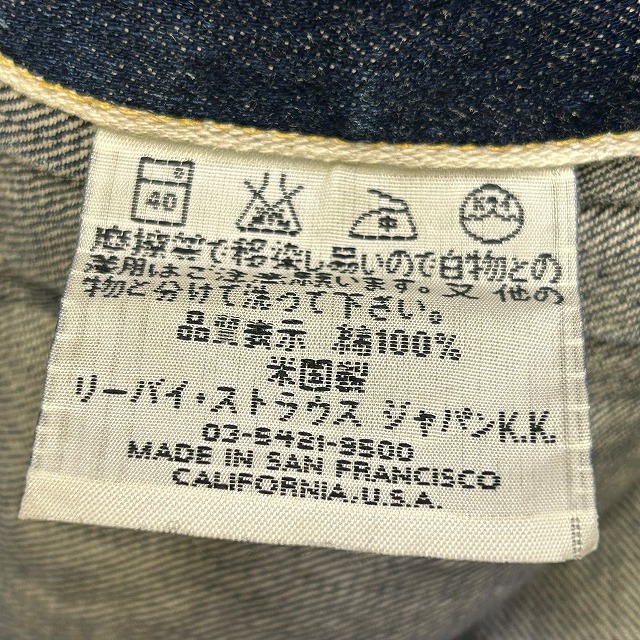 40
摩擦等で移染し易いので白物との
着用はご注意願います。又 他の
物と分けて洗って下さい。
品質表示 綿100%
米国製
リーバイ・ストラウス ジャパンK.K.
03-5421-9500
MADE IN SAN FRANCISCO
CALIFORNIA.U.S.A.